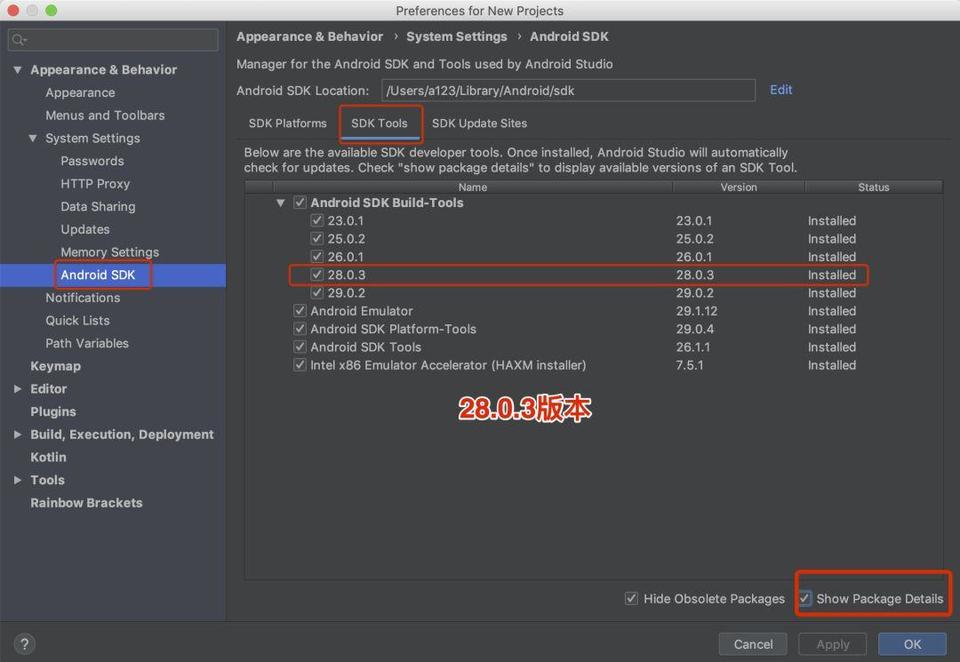 Preferences for New Projects
Appearance & Behavior
Appearance
Menus and Toolbars
System Settings
Passwords
HTTP Proxy
Data Sharing
Updates
Memory Settings
Android SDK
Notifications
Quick Lists
Path Variables
Keymap
Editor
Plugins
Build, Execution, Deployment
Kotlin
Tools
Rainbow Brackets
Appearance & Behavior › System Settings › Android SDK
Manager for the Android SDK and Tools used by Android Studio
Android SDK Location: /Users/a123/Library/Android/sdk Edit
SDK Platforms SDK Tools SDK Update Sites
Below are the available SDK developer tools. Once installed, Android Studio will automatically
check for updates. Check "show package details" to display available versions of an SDK Tool.
Name Version Status
Android SDK Build-Tools
23.0.1 23.0.1 Installed
25.0.2 25.0.2 Installed
26.0.1 26.0.1 Installed
28.0.3 28.0.3 Installed
29.0.2 29.0.2 Installed
Android Emulator 29.1.12 Installed
Android SDK Platform-Tools 29.0.4 Installed
Android SDK Tools 26.1.1 Installed
Intel x86 Emulator Accelerator (HAXM installer) 7.5.1 Installed
28.0.3版本
Hide Obsolete Packages Show Package Details
? Cancel Apply OK